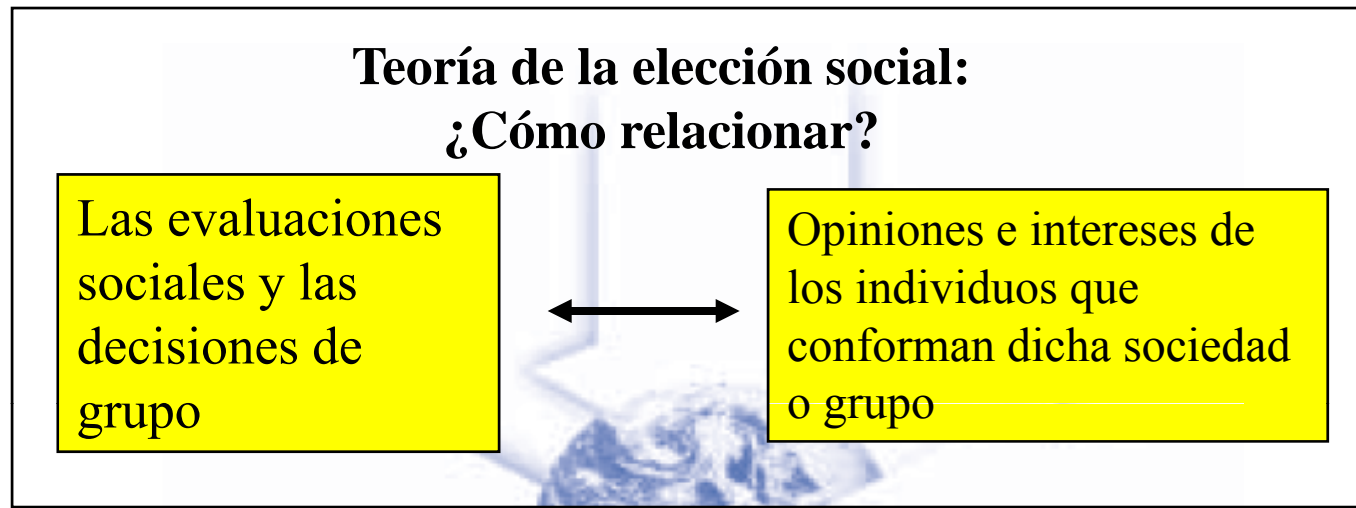 Teoría de la elección social:
¿Cómo relacionar?
Las evaluaciones
sociales y las
decisiones de
grupo
Opiniones e intereses de
los individuos que
conforman dicha sociedad
o grupo